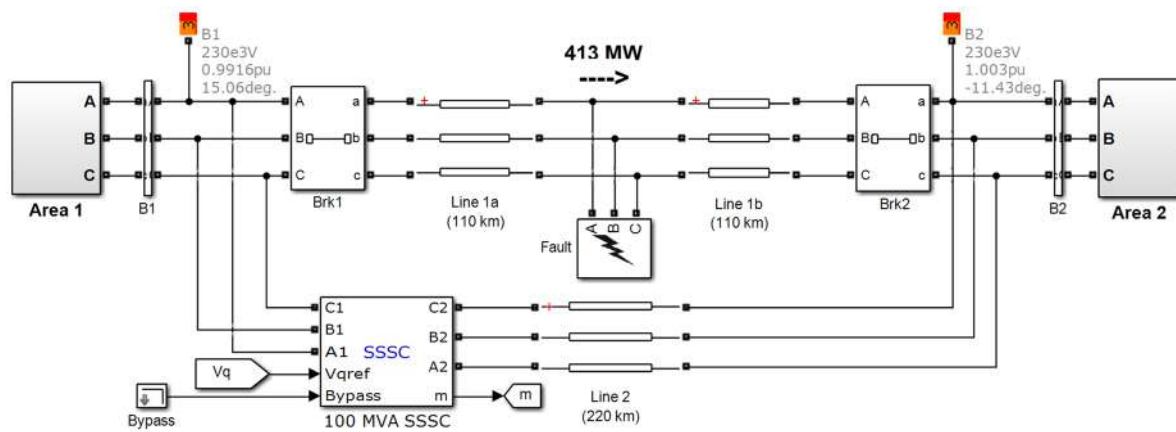 B1
230e3V
0.9916pu
15.06deg.
413 MW
B2
230e3V
1.003pu
-11.43deg.
A
B
C
Area 1
B1
A
B
C
a
b
c
Brk1
Line 1a
(110 km)
Line 1b
(110 km)
A
B
C
a
b
c
Brk2
B2
A
B
C
Area 2
A
B
C
Fault
C1
B1
A1
SSSC
Vqref
Bypass
C2
B2
A2
m
100 MVA SSSC
Vq
Bypass
m
Line 2
(220 km)